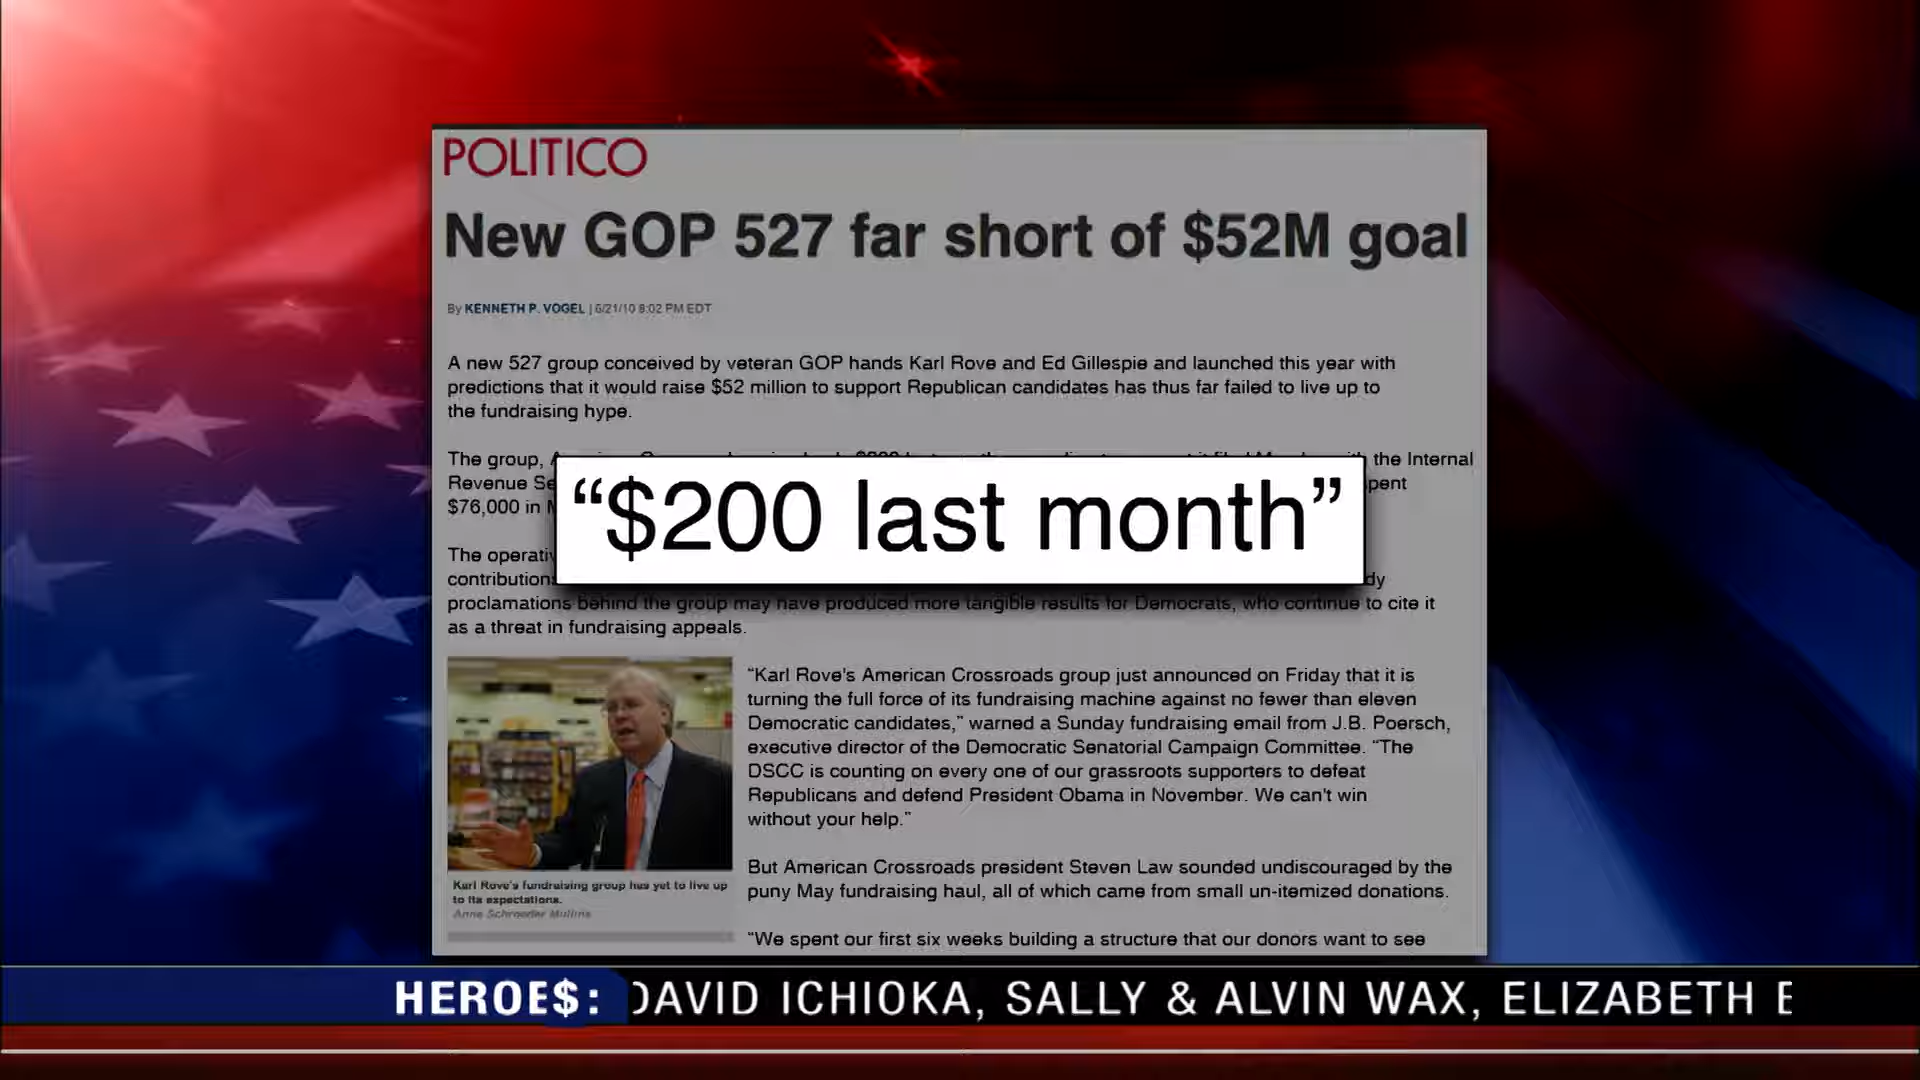 POLITICO
New GOP 527 far short of $52M goal
By KENNETH P. VOGEL | 6/21/10 8:02 PM EDT
A new 527 group conceived by veteran GOP hands Karl Rove and Ed Gillespie and launched this year with
predictions that it would raise $52 million to support Republican candidates has thus far failed to live up to
the fundraising hype.
The group, the Internal
Revenue
$76,000 in
“$200 last month”
The
proclamations behind the group may have produced more tangible results for Democrats, who continue to cite it
as a threat in fundraising appeals.
“Karl Rove's American Crossroads group just announced on Friday that it is
turning the full force of its fundraising machine against no fewer than eleven
Democratic candidates,” warned a Sunday fundraising email from J.B. Poersch,
executive director of the Democratic Senatorial Campaign Committee. “The
DSCC is counting on every one of our grassroots supporters to defeat
Republicans and defend President Obama in November. We can't win
without your help.”
Karl Rove's fundraising group has yet to live up
to its expectations.
Anne Schroeder Mullins
But American Crossroads president Steven Law sounded undiscouraged by the
puny May fundraising haul, all of which came from small un-itemized donations.
“We spent our first six weeks building a structure that our donors want to see
HEROE$: DAVID ICHIOKA, SALLY & ALVIN WAX, ELIZABETH